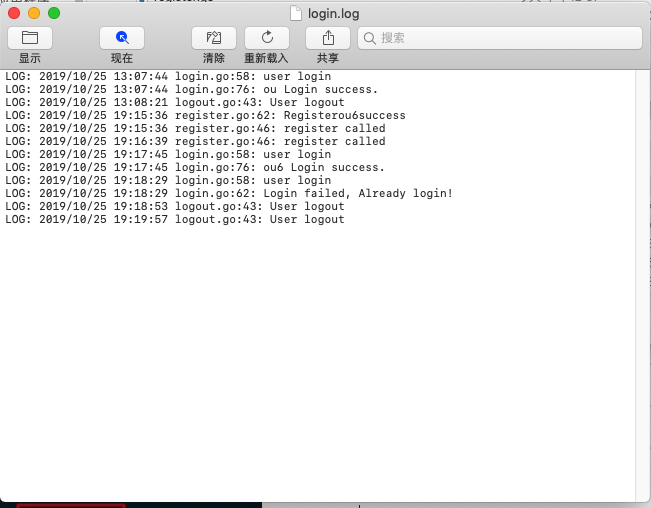 login.log
显示
现在
清除
重新载入
共享
搜索
LOG: 2019/10/25 13:07:44 login.go:58: user login
LOG: 2019/10/25 13:07:44 login.go:76: ou Login success.
LOG: 2019/10/25 13:08:21 logout.go:43: User logout
LOG: 2019/10/25 19:15:36 register.go:62: Registerou6success
LOG: 2019/10/25 19:15:36 register.go:46: register called
LOG: 2019/10/25 19:16:39 register.go:46: register called
LOG: 2019/10/25 19:17:45 login.go:58: user login
LOG: 2019/10/25 19:17:45 login.go:76: ou6 Login success.
LOG: 2019/10/25 19:18:29 login.go:58: user login
LOG: 2019/10/25 19:18:29 login.go:62: Login failed, Already login!
LOG: 2019/10/25 19:18:53 logout.go:43: User logout
LOG: 2019/10/25 19:19:57 logout.go:43: User logout